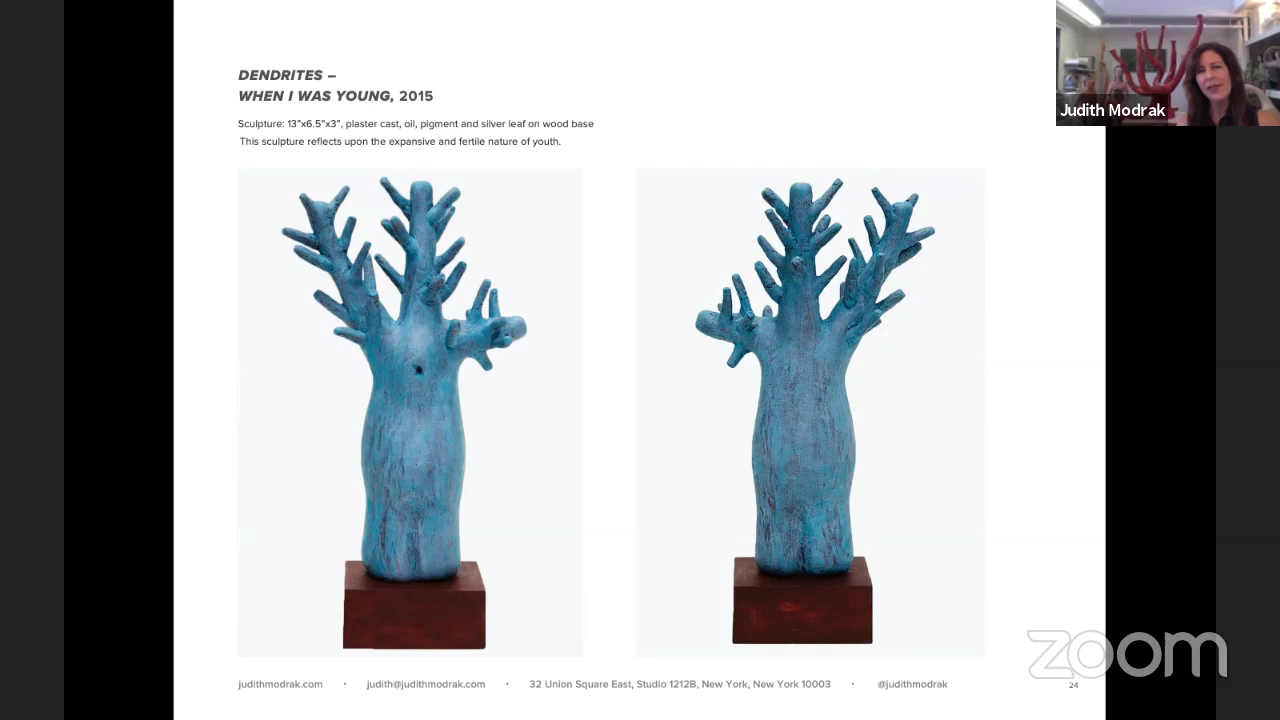 DENDRITES –
WHEN I WAS YOUNG, 2015
Sculpture: 13"x6.5"x3", plaster cast, oil, pigment and silver leaf on wood base
This sculpture reflects upon the expansive and fertile nature of youth.
Judith Modrak
judithmodrak.com • judith@judithmodrak.com • 32 Union Square East, Studio 1212B, New York, New York 10003 • @judithmodrak
24
zoom